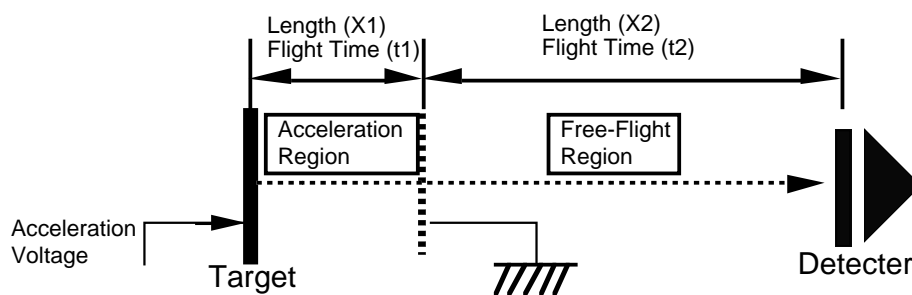 Length (X1)
Flight Time (t1)
Length (X2)
Flight Time (t2)
Acceleration
Region
Free-Flight
Region
Acceleration
Voltage
Target
Detecter